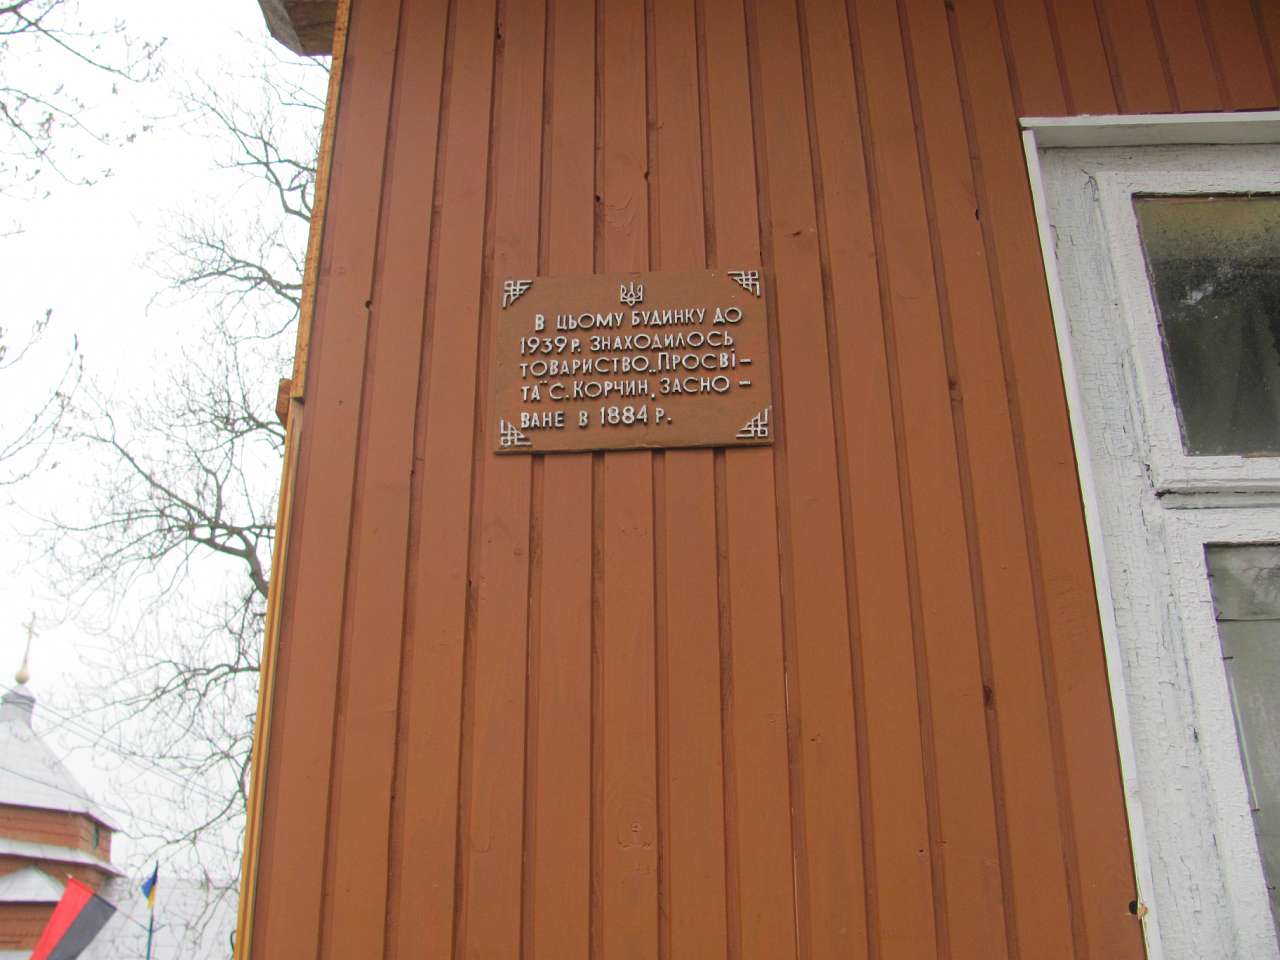 В ЦЬОМУ БУДИНКУ ДО
1939 Р. ЗНАХОДИЛОСЬ
ТОВАРИСТВО „ПРОСВІ-
ТА" С. КОРЧИН, ЗАСНО-
ВАНЕ В 1884 Р.